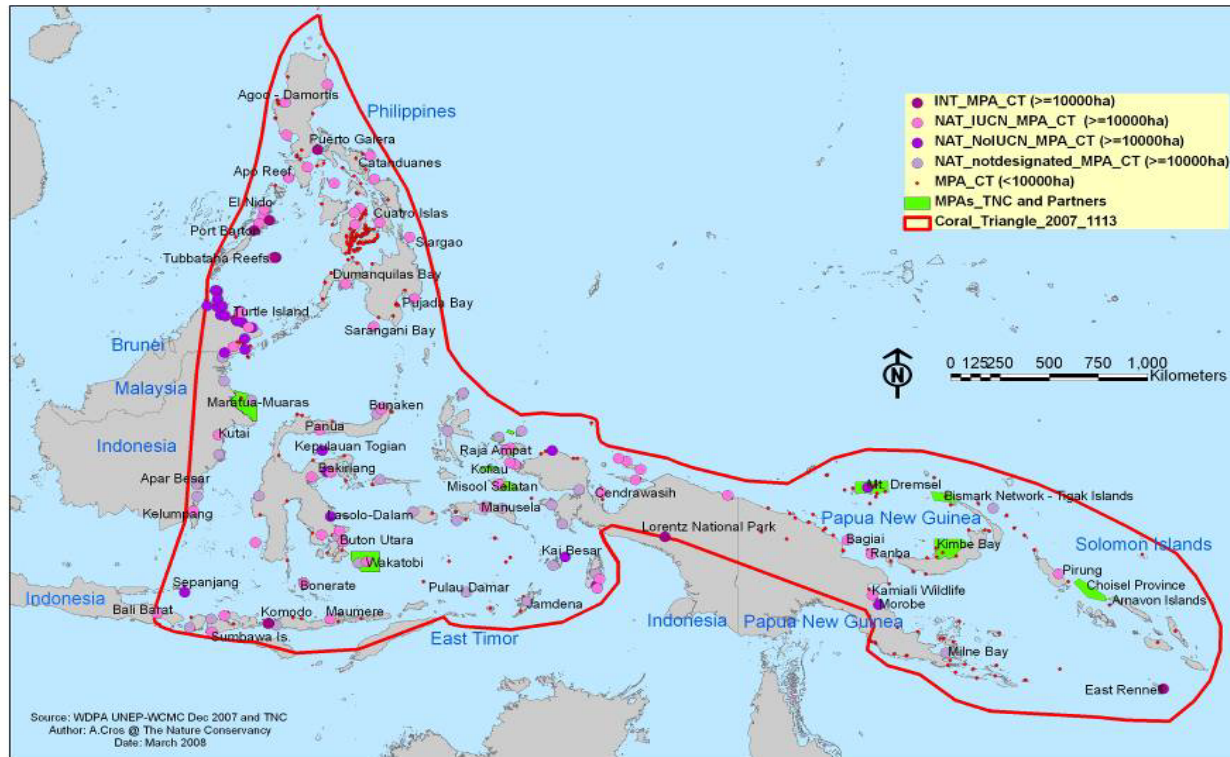 Agoo - Damortis
Philippines
Puerto Galera
Catanduanes
Apo Reef
El Nido
Cuatro Islas
Port Barton
Siargao
Tubbataha Reefs
Dumanquilas Bay
Pujada Bay
Turtle Island
Sarangani Bay
Brunei
Malaysia
Maratua-Muaras
Bunaken
Kutai
Panua
Indonesia
Kepulauan Togian
Raja Ampat
Bakiriang
Kofiau
Apar Besar
Misool Selatan
Cendrawasih
Kelumpang
Lasolo-Dalam
Manusela
Lorentz National Park
Buton Utara
Wakatobi
Kai Besar
Sepanjang
Bonerate
Pulau Damar
Jamdena
Indonesia
Bali Barat
Komodo
Maumere
Sumbawa Is.
East Timor
Indonesia
Papua New Guinea
Mt. Dremsel
Bismark Network - Tigak Islands
Papua New Guinea
Bagiai
Kimbe Bay
Ranba
Solomon Islands
Pirung
Choisel Province
Arnavon Islands
Kamiali Wildlife
Morobe
Milne Bay
East Rennel
INT_MPA_CT (>=10000ha)
NAT_IUCN_MPA_CT (>=10000ha)
NAT_NoIUCN_MPA_CT (>=10000ha)
NAT_notdesignated_MPA_CT (>=10000ha)
MPA_CT (<10000ha)
MPAs_TNC and Partners
Coral_Triangle_2007_1113
N
0 125 250 500 750 1,000
Kilometers
Source: WDPA UNEP-WCMC Dec 2007 and TNC
Author: A.Cros @ The Nature Conservancy
Date: March 2008